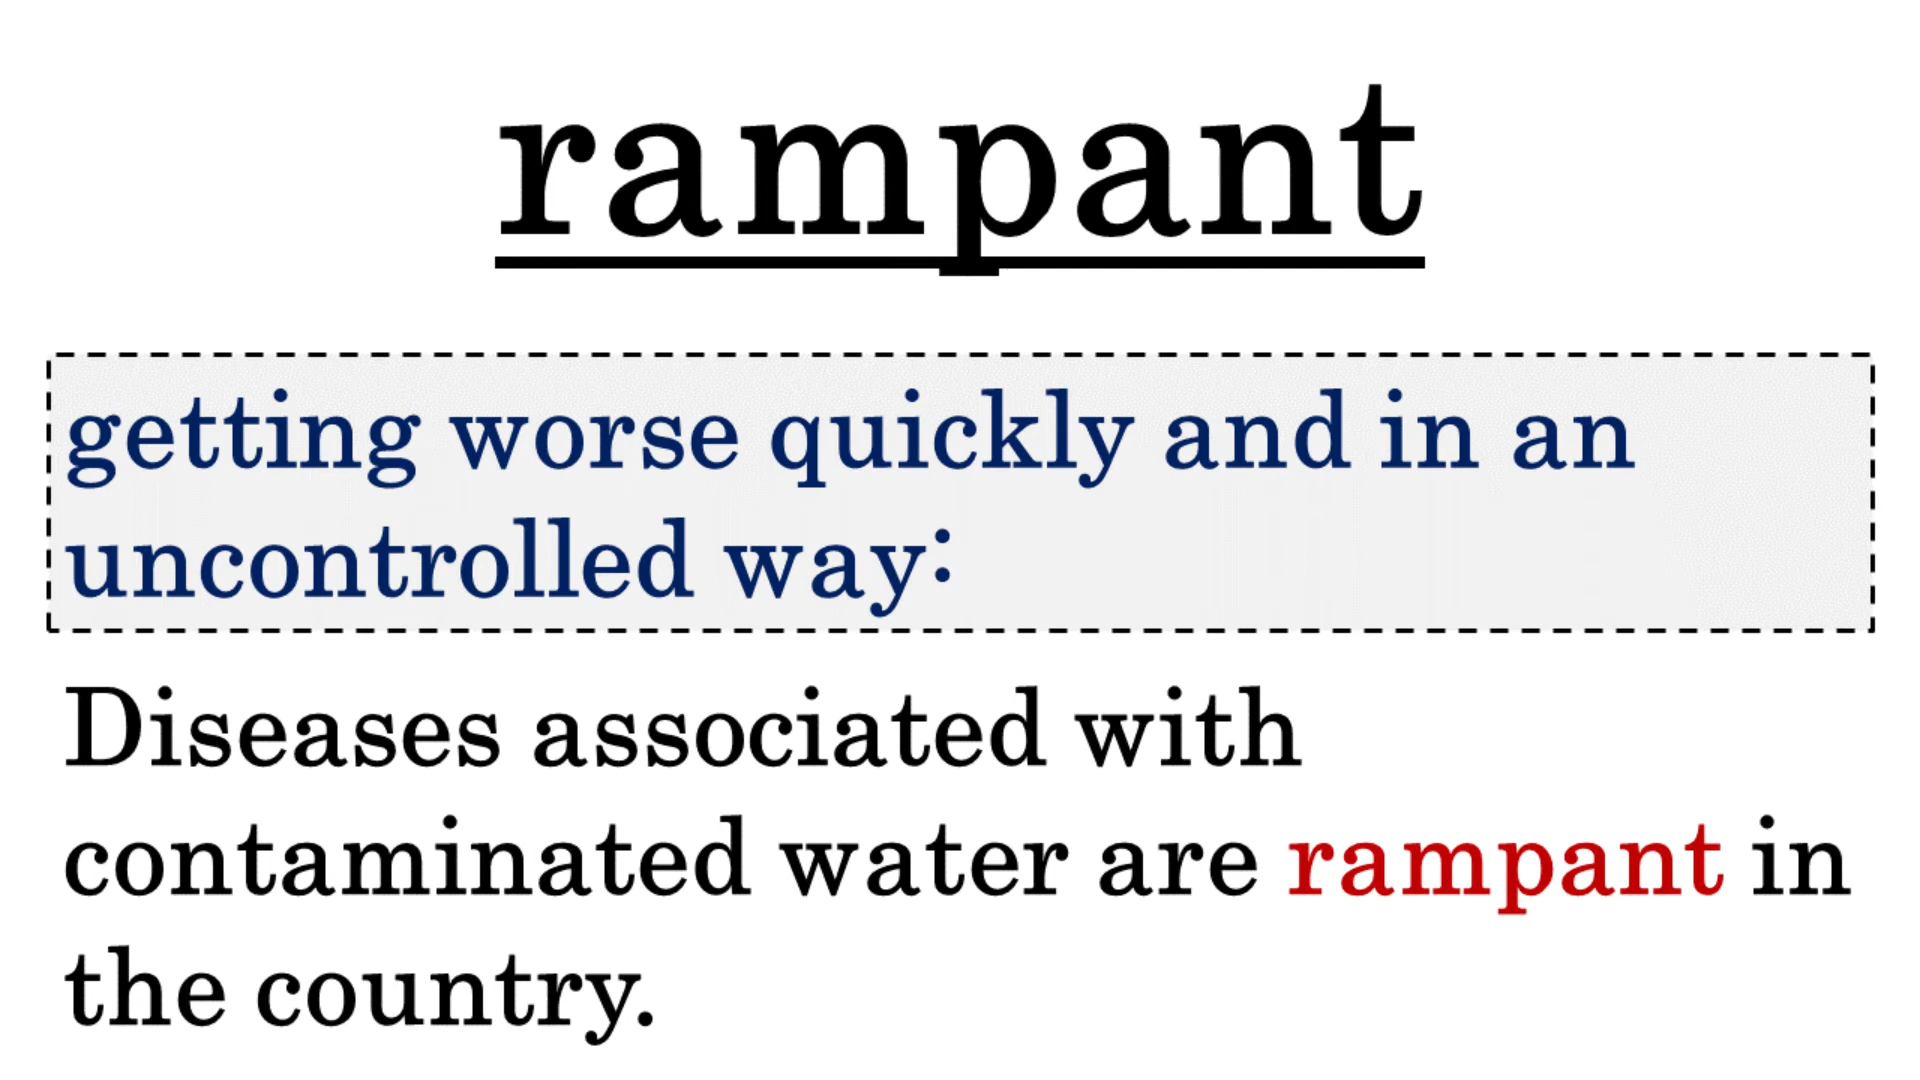 rampant
getting worse quickly and in an
uncontrolled way:
Diseases associated with
contaminated water are rampant in
the country.